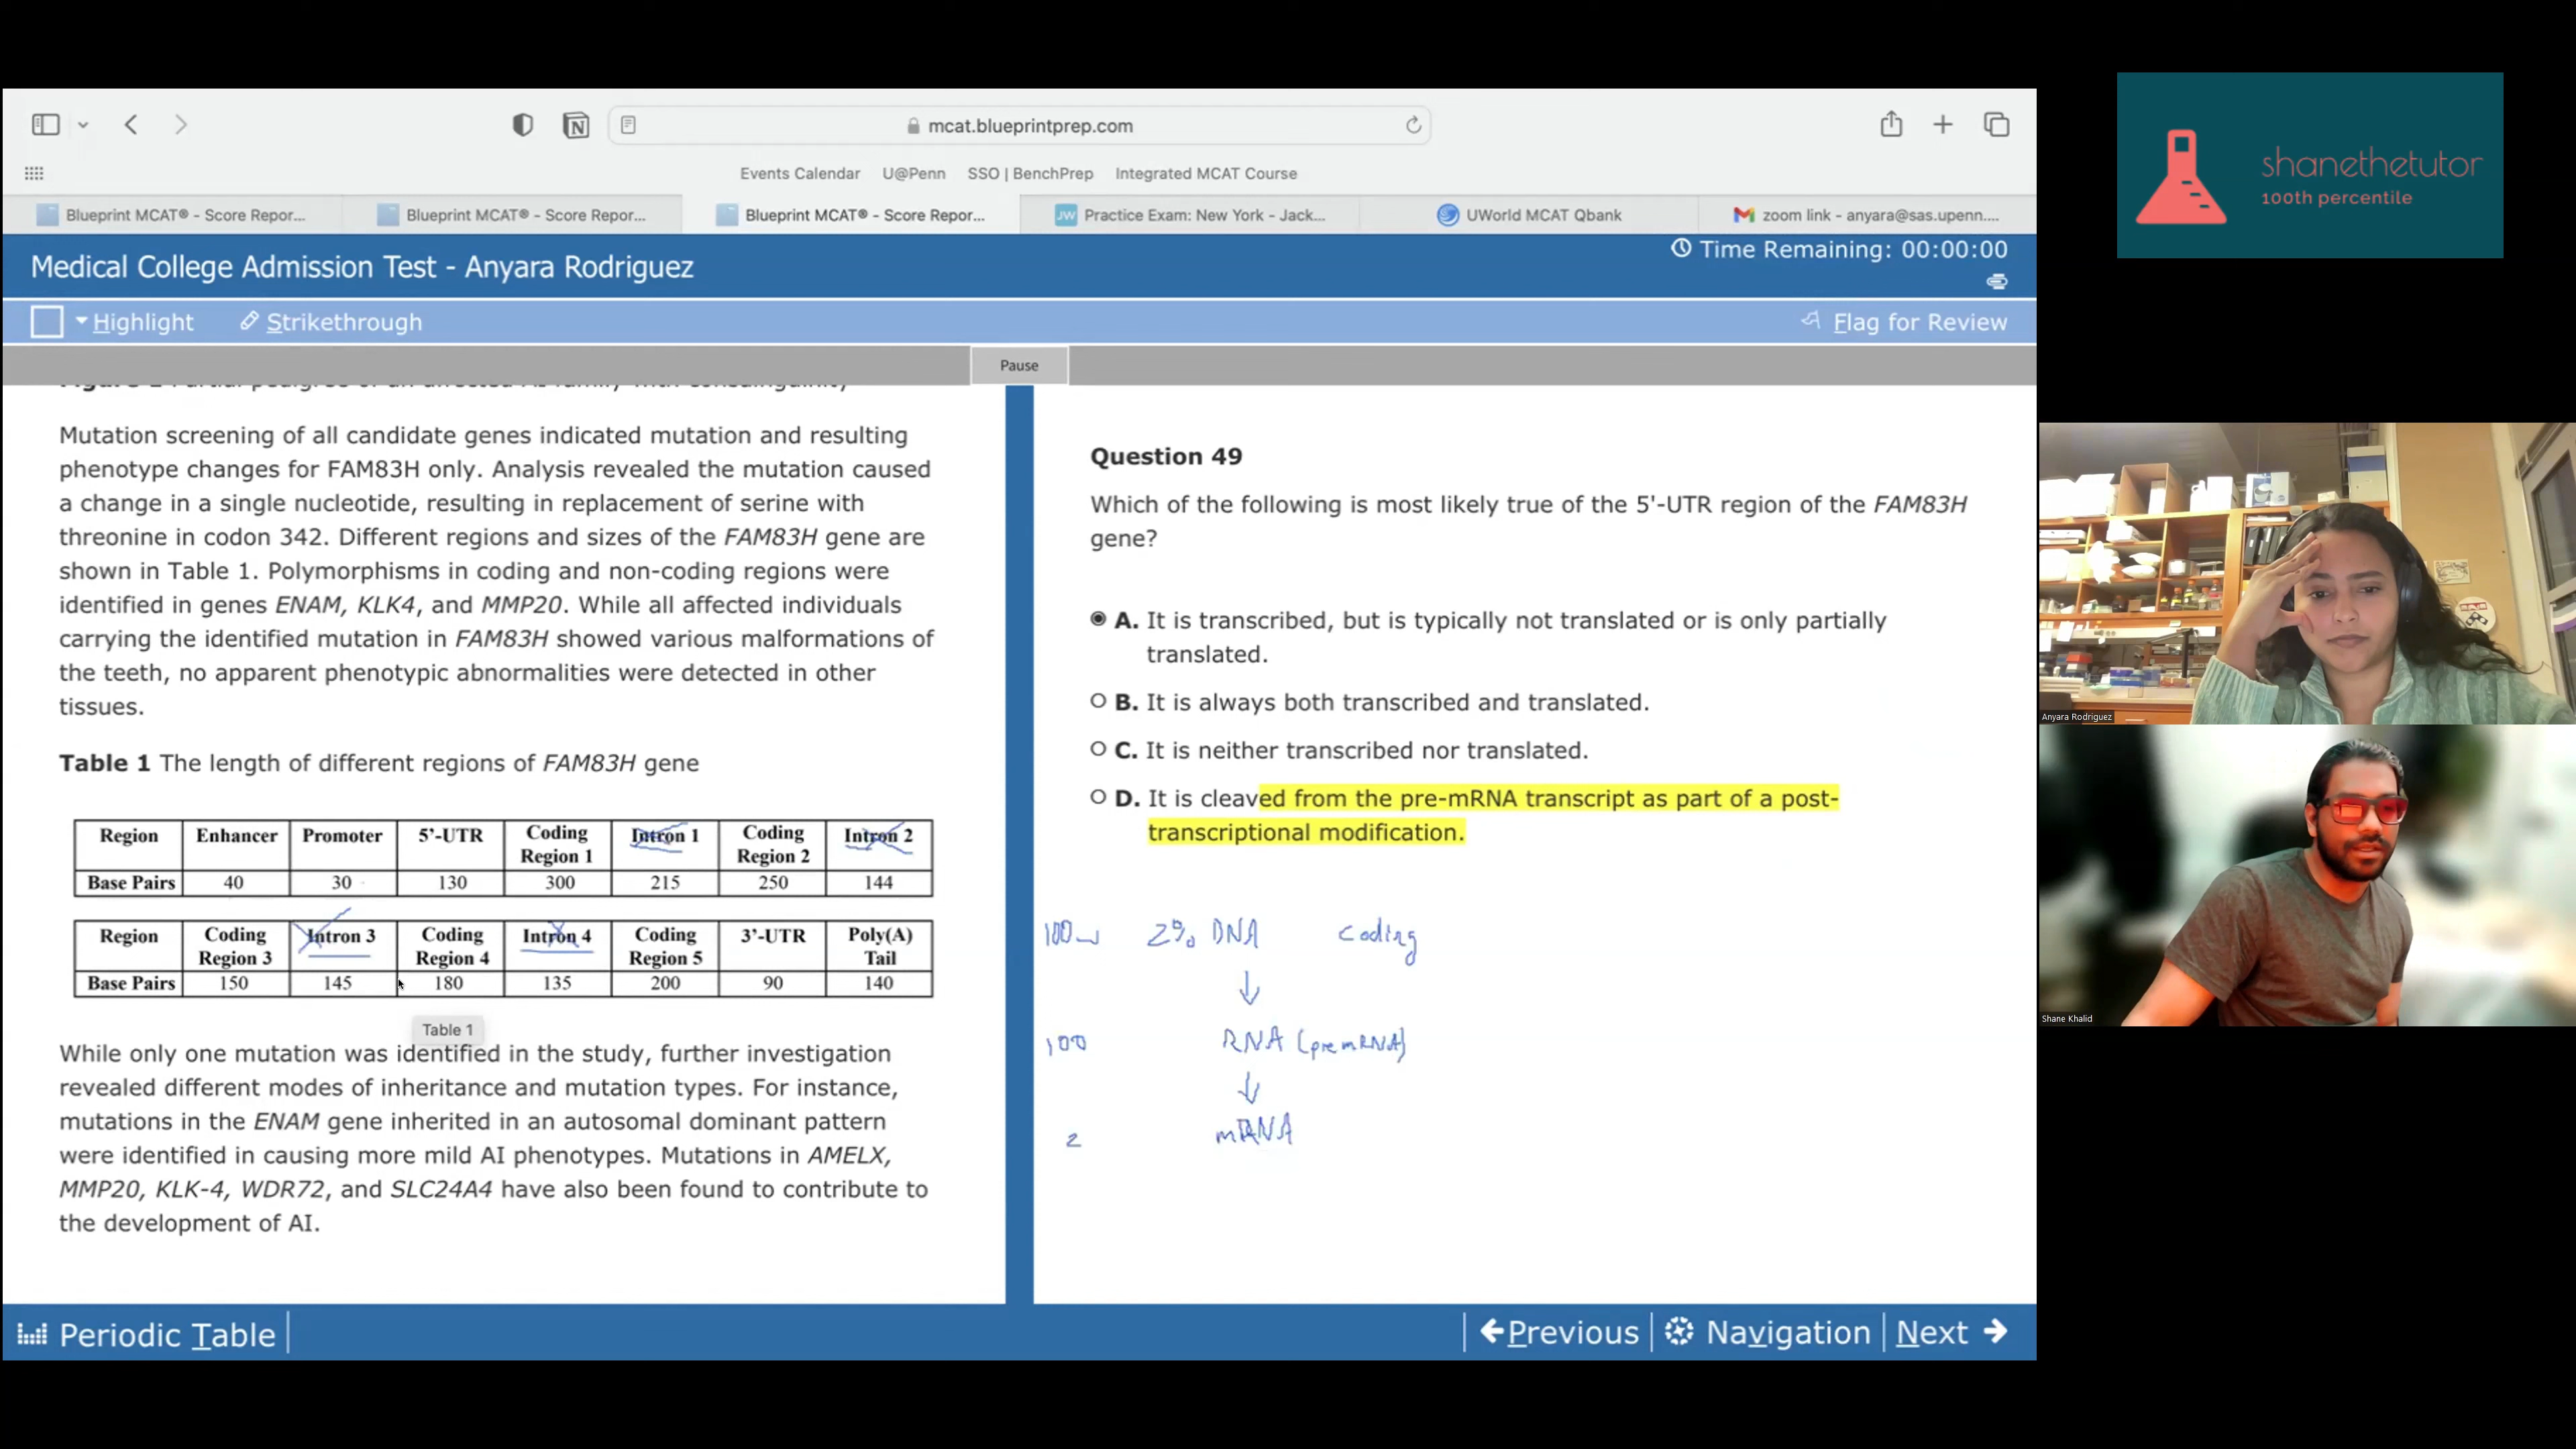 mcat.blueprintprep.com
Events Calendar U@Penn SSO | BenchPrep Integrated MCAT Course
Blueprint MCAT® - Score Repor... Blueprint MCAT® - Score Repor... Blueprint MCAT® - Score Repor... JW Practice Exam: New York - Jack... UWorld MCAT Qbank zoom link - anyara@sas.upenn....
Medical College Admission Test - Anyara Rodriguez
Time Remaining: 00:00:00
Highlight Strikethrough
Flag for Review
Pause
Mutation screening of all candidate genes indicated mutation and resulting
phenotype changes for FAM83H only. Analysis revealed the mutation caused
a change in a single nucleotide, resulting in replacement of serine with
threonine in codon 342. Different regions and sizes of the FAM83H gene are
shown in Table 1. Polymorphisms in coding and non-coding regions were
identified in genes ENAM, KLK4, and MMP20. While all affected individuals
carrying the identified mutation in FAM83H showed various malformations of
the teeth, no apparent phenotypic abnormalities were detected in other
tissues.
Table 1 The length of different regions of FAM83H gene
Region Enhancer Promoter 5'-UTR Coding Region 1 Intron 1 Coding Region 2 Intron 2
Base Pairs 40 30 130 300 215 250 144
Region Coding Region 3 Intron 3 Coding Region 4 Intron 4 Coding Region 5 3'-UTR Poly(A) Tail
Base Pairs 150 145 180 135 200 90 140
Table 1
While only one mutation was identified in the study, further investigation
revealed different modes of inheritance and mutation types. For instance,
mutations in the ENAM gene inherited in an autosomal dominant pattern
were identified in causing more mild AI phenotypes. Mutations in AMELX,
MMP20, KLK-4, WDR72, and SLC24A4 have also been found to contribute to
the development of AI.
Question 49
Which of the following is most likely true of the 5'-UTR region of the FAM83H
gene?
A. It is transcribed, but is typically not translated or is only partially
translated.
B. It is always both transcribed and translated.
C. It is neither transcribed nor translated.
D. It is cleaved from the pre-mRNA transcript as part of a post-
transcriptional modification.
2% DNA coding
100 RNA (pre mRNA)
2 mRNA
Periodic Table
Previous Navigation Next
shanethetutor
100th percentile
Anyara Rodriguez
Shane Khalid